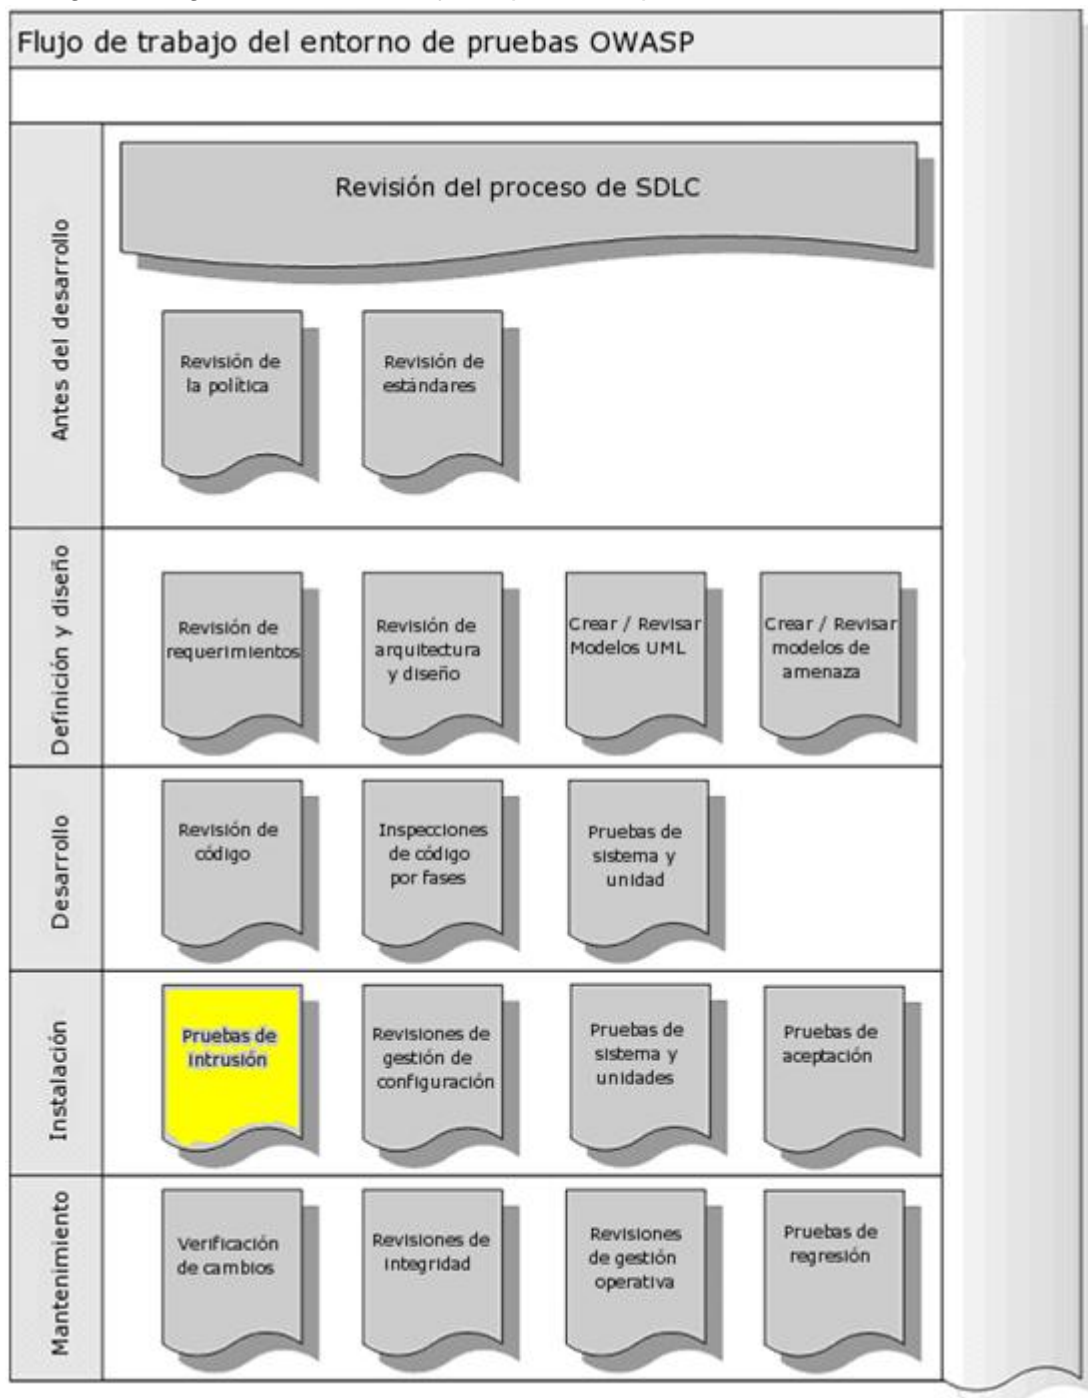 Flujo de trabajo del entorno de pruebas OWASP
Antes del desarrollo
Revisión del proceso de SDLC
Revisión de
la política
Revisión de
estándares
Definición y diseño
Revisión de
requerimientos
Revisión de
arquitectura
y diseño
Crear / Revisar
Modelos UML
Crear / Revisar
modelos de
amenaza
Desarrollo
Revisión de
código
Inspecciones
de código
por fases
Pruebas de
sistema y
unidad
Instalación
Pruebas de
intrusión
Revisiones de
gestión de
configuración
Pruebas de
sistema y
unidades
Pruebas de
aceptación
Mantenimiento
Verificación
de cambios
Revisiones de
integridad
Revisiones
de gestión
operativa
Pruebas de
regresión